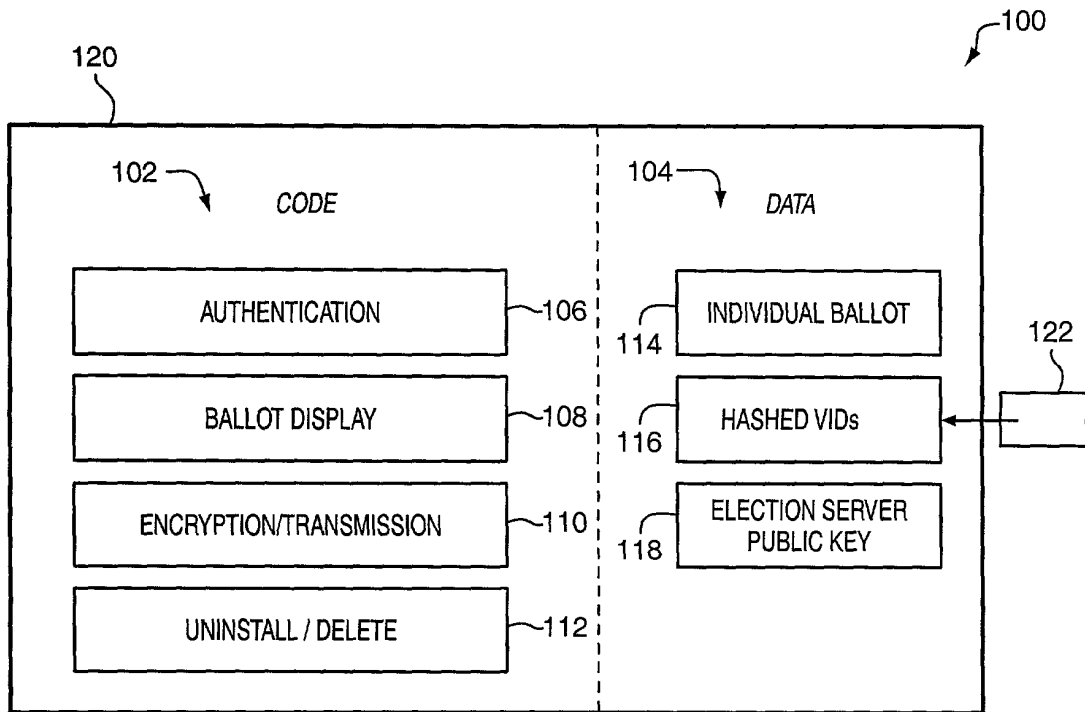 100
120
102
CODE
104
DATA
AUTHENTICATION
106
INDIVIDUAL BALLOT
114
122
BALLOT DISPLAY
108
HASHED VIDs
116
ENCRYPTION/TRANSMISSION
110
ELECTION SERVER
PUBLIC KEY
118
UNINSTALL / DELETE
112